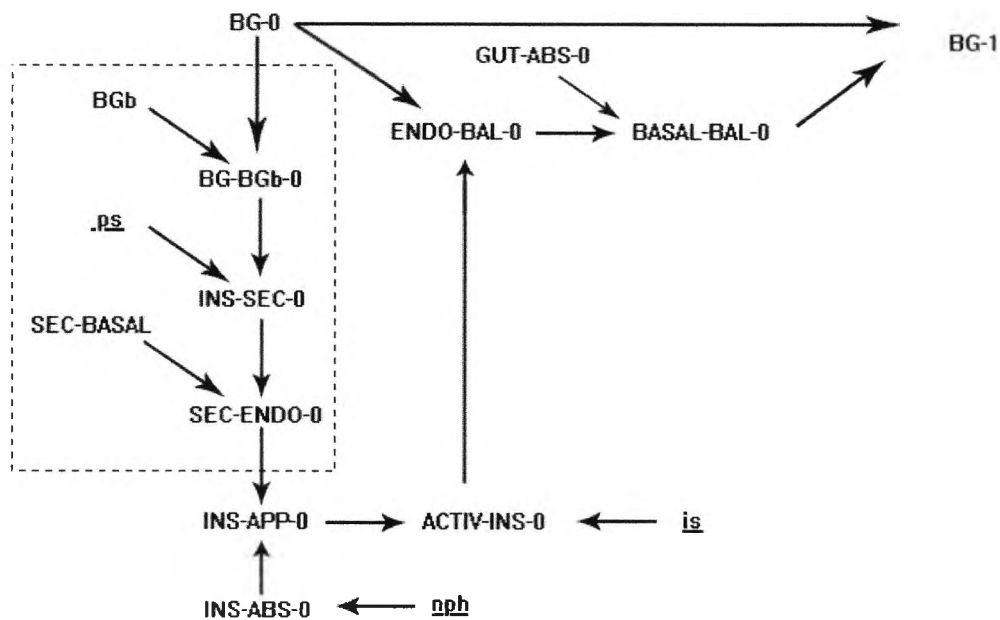 BG-0
BG-1
GUT-ABS-0
BGb
ENDO-BAL-0
BASAL-BAL-0
BG-BGb-0
ps
INS-SEC-0
SEC-BASAL
SEC-ENDO-0
INS-APP-0
ACTIV-INS-0
is
INS-ABS-0
nph